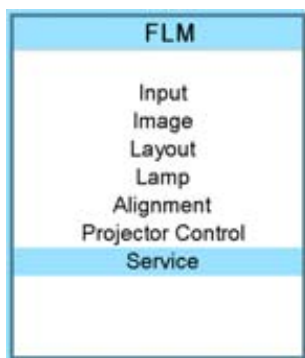 FLM
Input
Image
Layout
Lamp
Alignment
Projector Control
Service